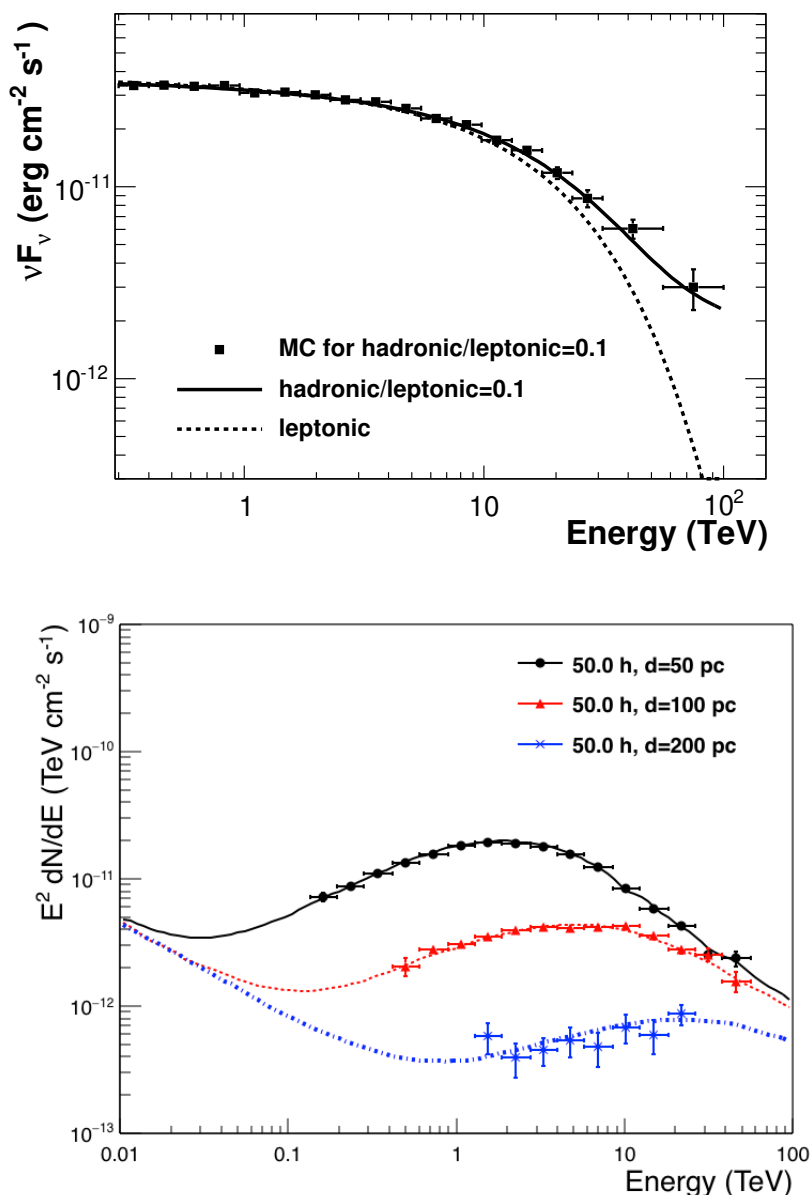 νFν (erg cm⁻² s⁻¹)
10⁻¹¹
10⁻¹²
MC for hadronic/leptonic=0.1
hadronic/leptonic=0.1
leptonic
1 10 10²
Energy (TeV)
E² dN/dE (TeV cm⁻² s⁻¹)
10⁻⁹
10⁻¹⁰
10⁻¹¹
10⁻¹²
10⁻¹³
50.0 h, d=50 pc
50.0 h, d=100 pc
50.0 h, d=200 pc
0.01 0.1 1 10 100
Energy (TeV)